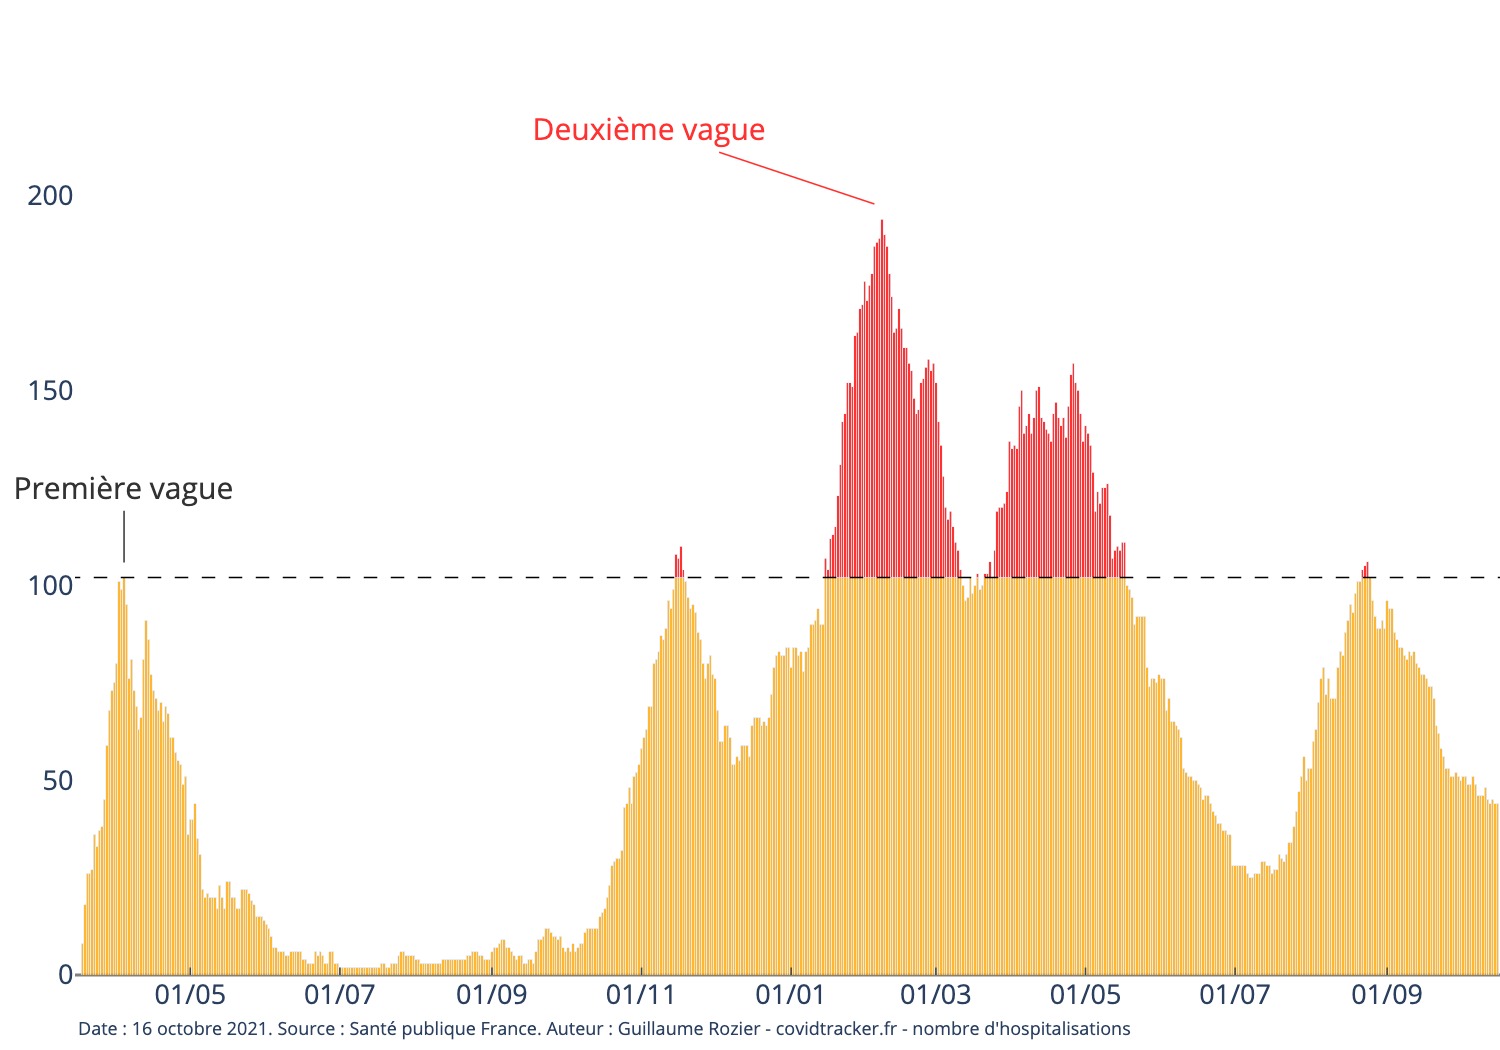 Deuxième vague
200
150
Première vague
100
50
0
01/05 01/07 01/09 01/11 01/01 01/03 01/05 01/07 01/09
Date : 16 octobre 2021. Source : Santé publique France. Auteur : Guillaume Rozier - covidtracker.fr - nombre d'hospitalisations